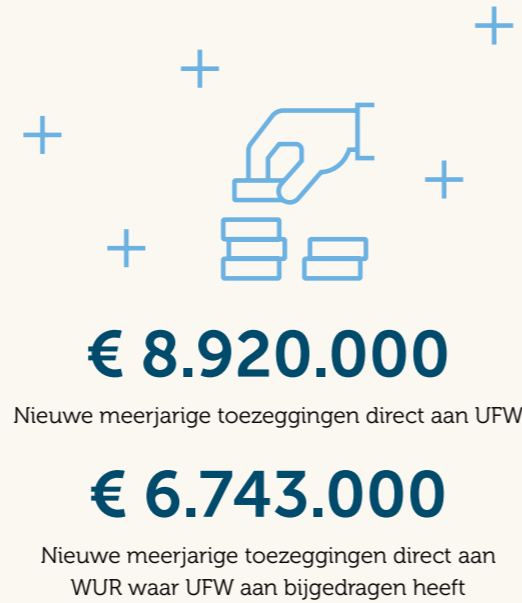 € 8.920.000
Nieuwe meerjarige toezeggingen direct aan UFW
€ 6.743.000
Nieuwe meerjarige toezeggingen direct aan
WUR waar UFW aan bijgedragen heeft